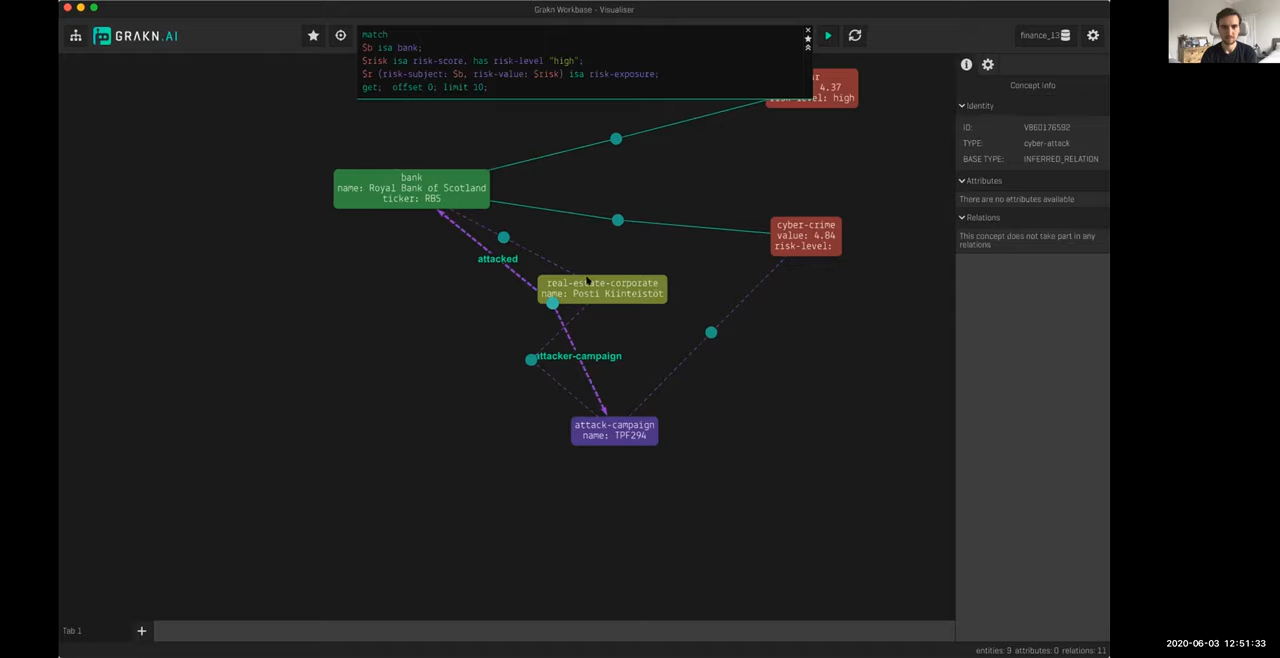 Grakn Workbase - Visualiser
GRAKN.AI
match
$b isa bank;
$risk isa risk-score, has risk-level "high";
$r (risk-subject: $b, risk-value: $risk) isa risk-exposure;
get; offset 0; limit 10;
finance_13
4.37
risk-level: high
bank
name: Royal Bank of Scotland
ticker: RBS
cyber-crime
value: 4.84
risk-level:
attacked
real-estate-corporate
name: Posti Kiinteistöt
attacker-campaign
attack-campaign
name: TPF294
Concept Info
Identity
ID: V860176592
TYPE: cyber-attack
BASE TYPE: INFERRED_RELATION
Attributes
There are no attributes available
Relations
This concept does not take part in any
relations
Tab 1
+
entities: 9 attributes: 0 relations: 11
2020-06-03 12:51:33